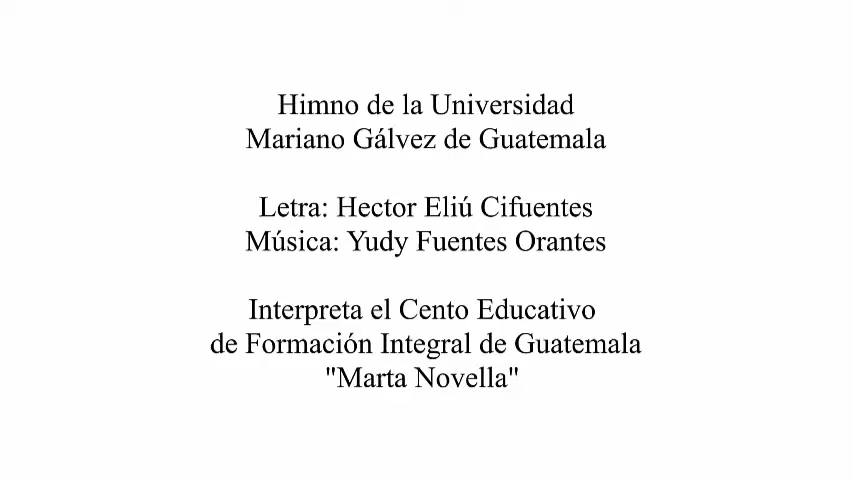 Himno de la Universidad
Mariano Gálvez de Guatemala
Letra: Hector Eliú Cifuentes
Música: Yudy Fuentes Orantes
Interpreta el Cento Educativo
de Formación Integral de Guatemala
"Marta Novella"